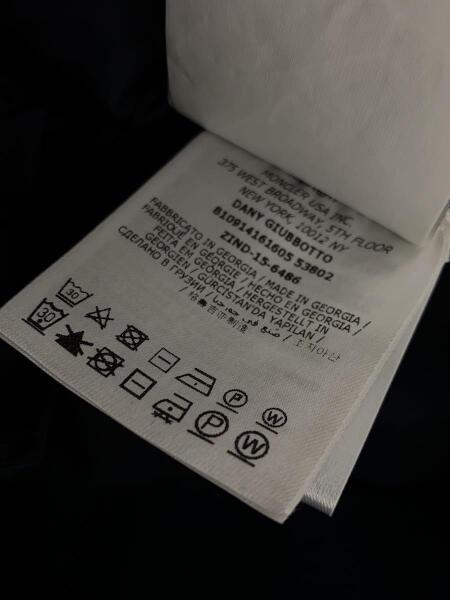 MONCLER USA INC.
375 WEST BROADWAY, 5TH FLOOR
NEW YORK, 10012 NY
DANY GIUBBOTTO
B10914161605 53802
ZIND-15-6486
FABBRICATO IN GEORGIA / MADE IN GEORGIA /
FABRIQUÉ EN GEORGIE / HECHO EN GEORGIA /
FEITA EM GEORGIA / HERGESTELLT IN
GEORGIEN / GURCISTAN'DA YAPILAN /
СДЕЛАНО В ГРУЗИИ /
30
30
P
W
P
W